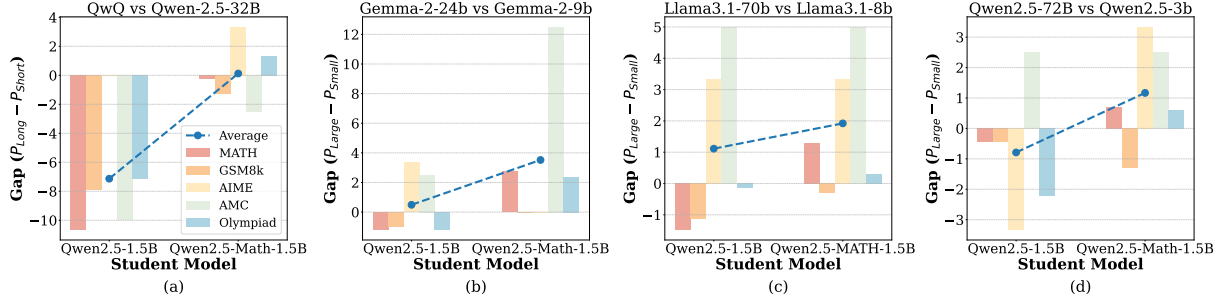 QwQ vs Qwen-2.5-32B
Gap (P_Long − P_Short)
4
2
0
−2
−4
−6
−8
−10
Average
MATH
GSM8k
AIME
AMC
Olympiad
Qwen2.5-1.5B
Qwen2.5-Math-1.5B
Student Model
(a)
Gemma-2-24b vs Gemma-2-9b
Gap (P_Large − P_Small)
12
10
8
6
4
2
0
Qwen2.5-1.5B
Qwen2.5-Math-1.5B
Student Model
(b)
Llama3.1-70b vs Llama3.1-8b
Gap (P_Large − P_Small)
5
4
3
2
1
0
−1
Qwen2.5-1.5B
Qwen2.5-MATH-1.5B
Student Model
(c)
Qwen2.5-72B vs Qwen2.5-3b
Gap (P_Large − P_Small)
3
2
1
0
−1
−2
−3
Qwen2.5-1.5B
Qwen2.5-Math-1.5B
Student Model
(d)